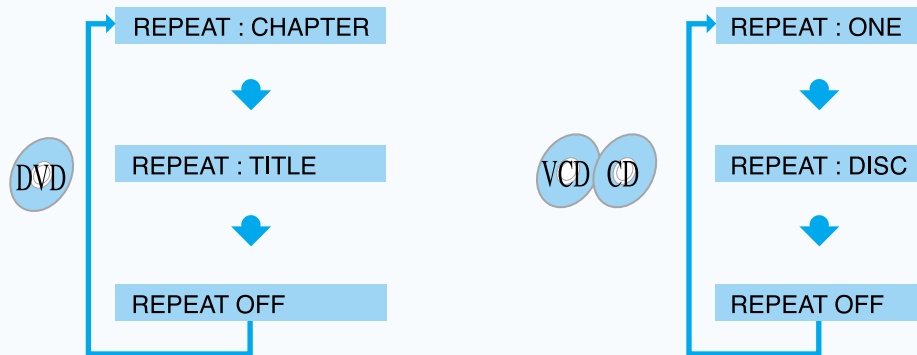 REPEAT : CHAPTER
DVD
REPEAT : TITLE
REPEAT OFF
REPEAT : ONE
VCD CD
REPEAT : DISC
REPEAT OFF